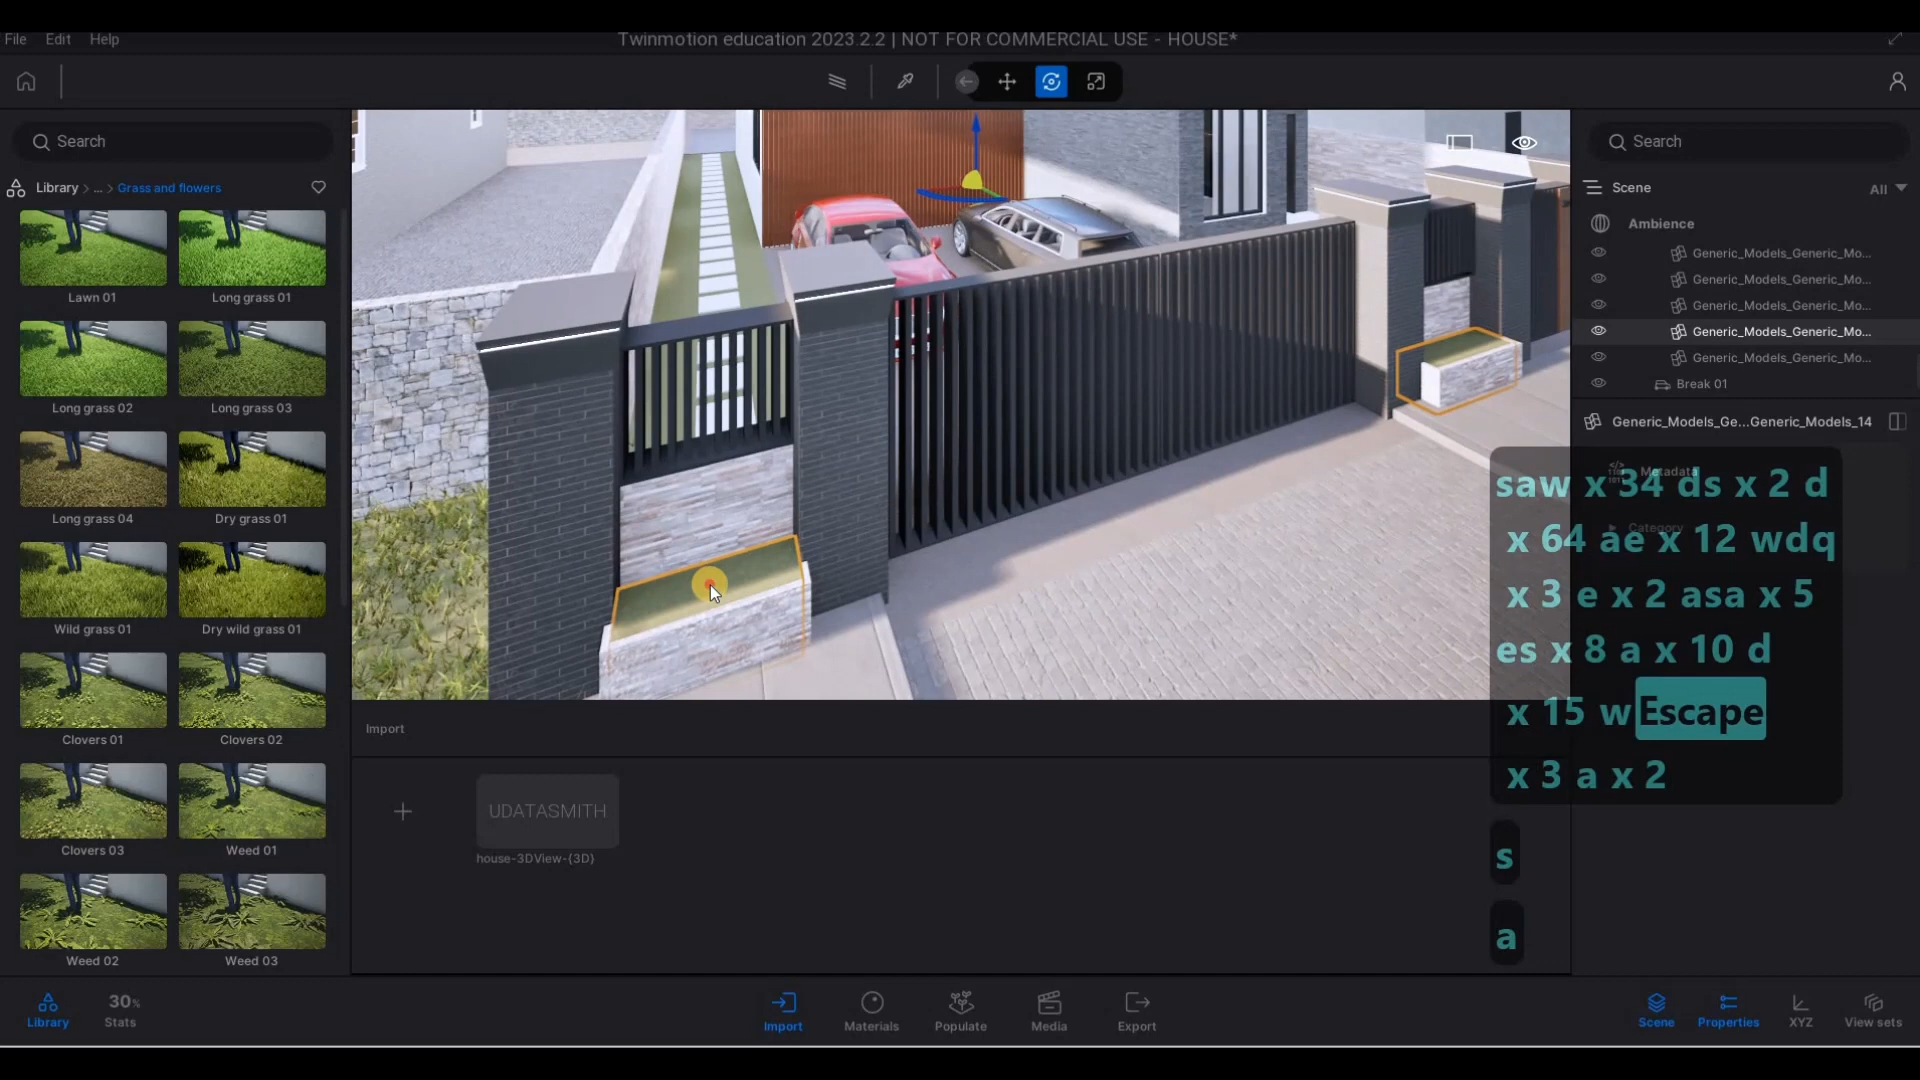 File Edit Help
Twinmotion education 2023.2.2 | NOT FOR COMMERCIAL USE - HOUSE*
Search
Library > ... > Grass and flowers
Lawn 01
Long grass 01
Long grass 02
Long grass 03
Long grass 04
Dry grass 01
Wild grass 01
Dry wild grass 01
Clovers 01
Clovers 02
Clovers 03
Weed 01
Weed 02
Weed 03
Import
UDATASMITH
house-3DView-{3D}
Search
Scene
All
Ambience
Generic_Models_Generic_Mo...
Generic_Models_Generic_Mo...
Generic_Models_Generic_Mo...
Generic_Models_Generic_Mo...
Generic_Models_Generic_Mo...
Break 01
Generic_Models_Ge...Generic_Models_14
Metadata
Category
saw x 34 ds x 2 d
x 64 ae x 12 wdq
x 3 e x 2 asa x 5
es x 8 a x 10 d
x 15 w Escape
x 3 a x 2
s
a
Library
30%
Stats
Import
Materials
Populate
Media
Export
Scene
Properties
XYZ
View sets